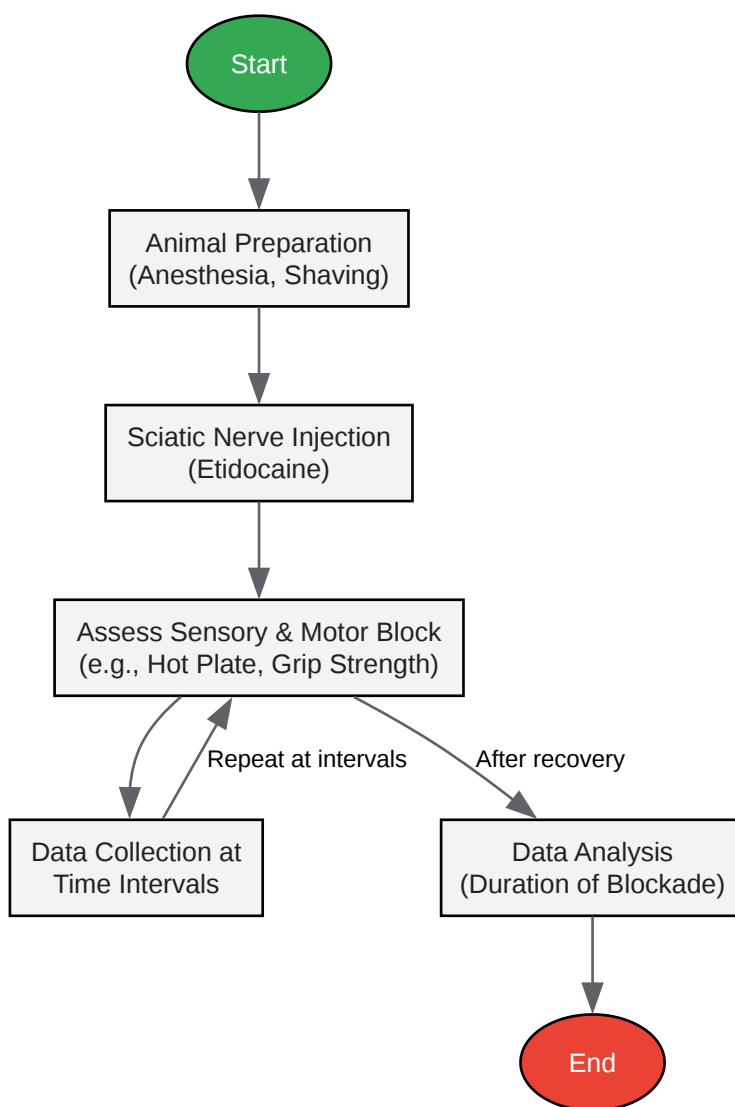 Start
Animal Preparation
(Anesthesia, Shaving)
Sciatic Nerve Injection
(Etidocaine)
Assess Sensory & Motor Block
(e.g., Hot Plate, Grip Strength)
Repeat at intervals
After recovery
Data Collection at
Time Intervals
Data Analysis
(Duration of Blockade)
End